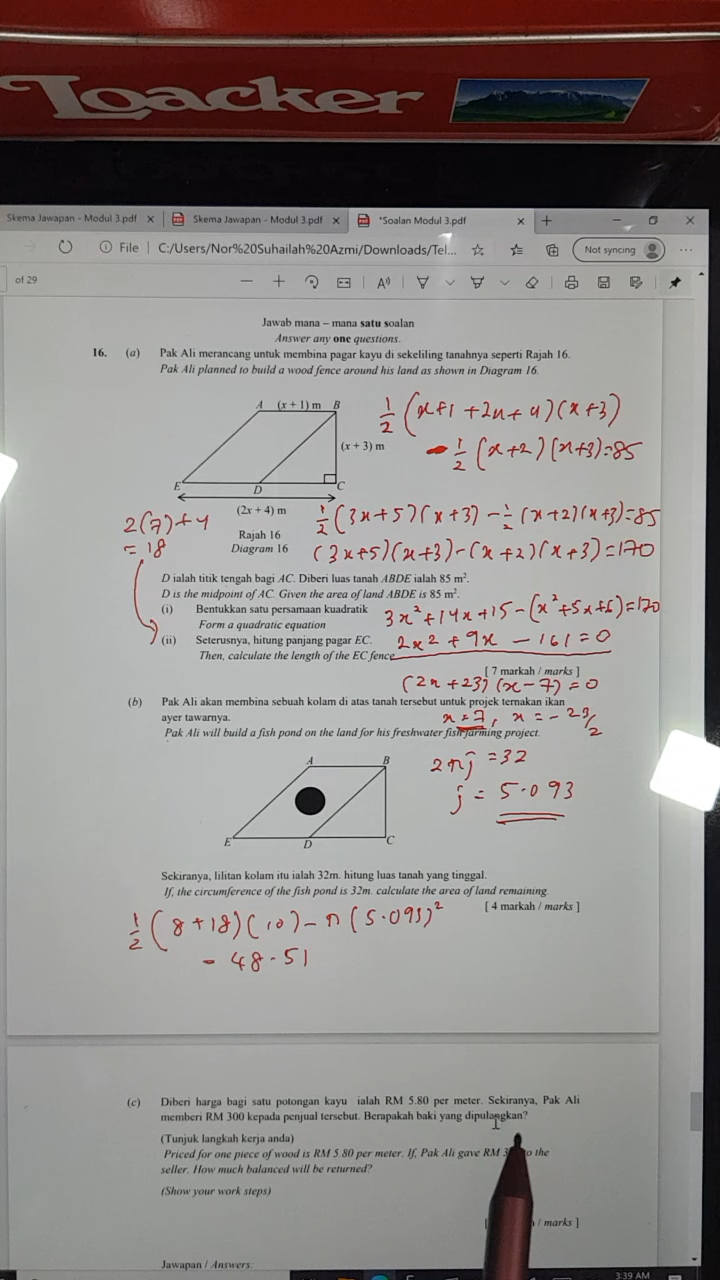 Loacker
Skema Jawapan - Modul 3.pdf × Skema Jawapan - Modul 3.pdf × *Soalan Modul 3.pdf × +
File | C:/Users/Nor%20Suhailah%20Azmi/Downloads/Tel... Not syncing
of 29
Jawab mana – mana satu soalan
Answer any one questions.
16. (a) Pak Ali merancang untuk membina pagar kayu di sekeliling tanahnya seperti Rajah 16.
Pak Ali planned to build a wood fence around his land as shown in Diagram 16.
A (x + 1) m B
½ (x+1 + 2x + 4)(x+3)
(x + 3) m
- ½ (x+2)(x+3)=85
E D C
(2x + 4) m
2(7)+4
= 18
½ (3x+5)(x+3) - ½ (x+2)(x+3)=85
Rajah 16
Diagram 16
(3x+5)(x+3)-(x+2)(x+3)=170
D ialah titik tengah bagi AC. Diberi luas tanah ABDE ialah 85 m².
D is the midpoint of AC. Given the area of land ABDE is 85 m².
(i) Bentukkan satu persamaan kuadratik
Form a quadratic equation
3x²+14x+15-(x²+5x+6)=170
(ii) Seterusnya, hitung panjang pagar EC.
Then, calculate the length of the EC fence
2x² + 9x - 161=0
[ 7 markah / marks ]
(2x+23)(x-7)=0
(b) Pak Ali akan membina sebuah kolam di atas tanah tersebut untuk projek ternakan ikan
ayer tawarnya.
x=7, x = -23/2
Pak Ali will build a fish pond on the land for his freshwater fish farming project.
A B
2πj = 32
j = 5.093
E D C
Sekiranya, lilitan kolam itu ialah 32m. hitung luas tanah yang tinggal.
If, the circumference of the fish pond is 32m. calculate the area of land remaining.
[ 4 markah / marks ]
½ (8+18)(10) - π(5.093)²
= 48.51
(c) Diberi harga bagi satu potongan kayu ialah RM 5.80 per meter. Sekiranya, Pak Ali
memberi RM 300 kepada penjual tersebut. Berapakah baki yang dipulangkan?
(Tunjuk langkah kerja anda)
Priced for one piece of wood is RM 5.80 per meter. If, Pak Ali gave RM to the
seller. How much balanced will be returned?
(Show your work steps)
/ marks ]
Jawapan / Answers:
3:39 AM